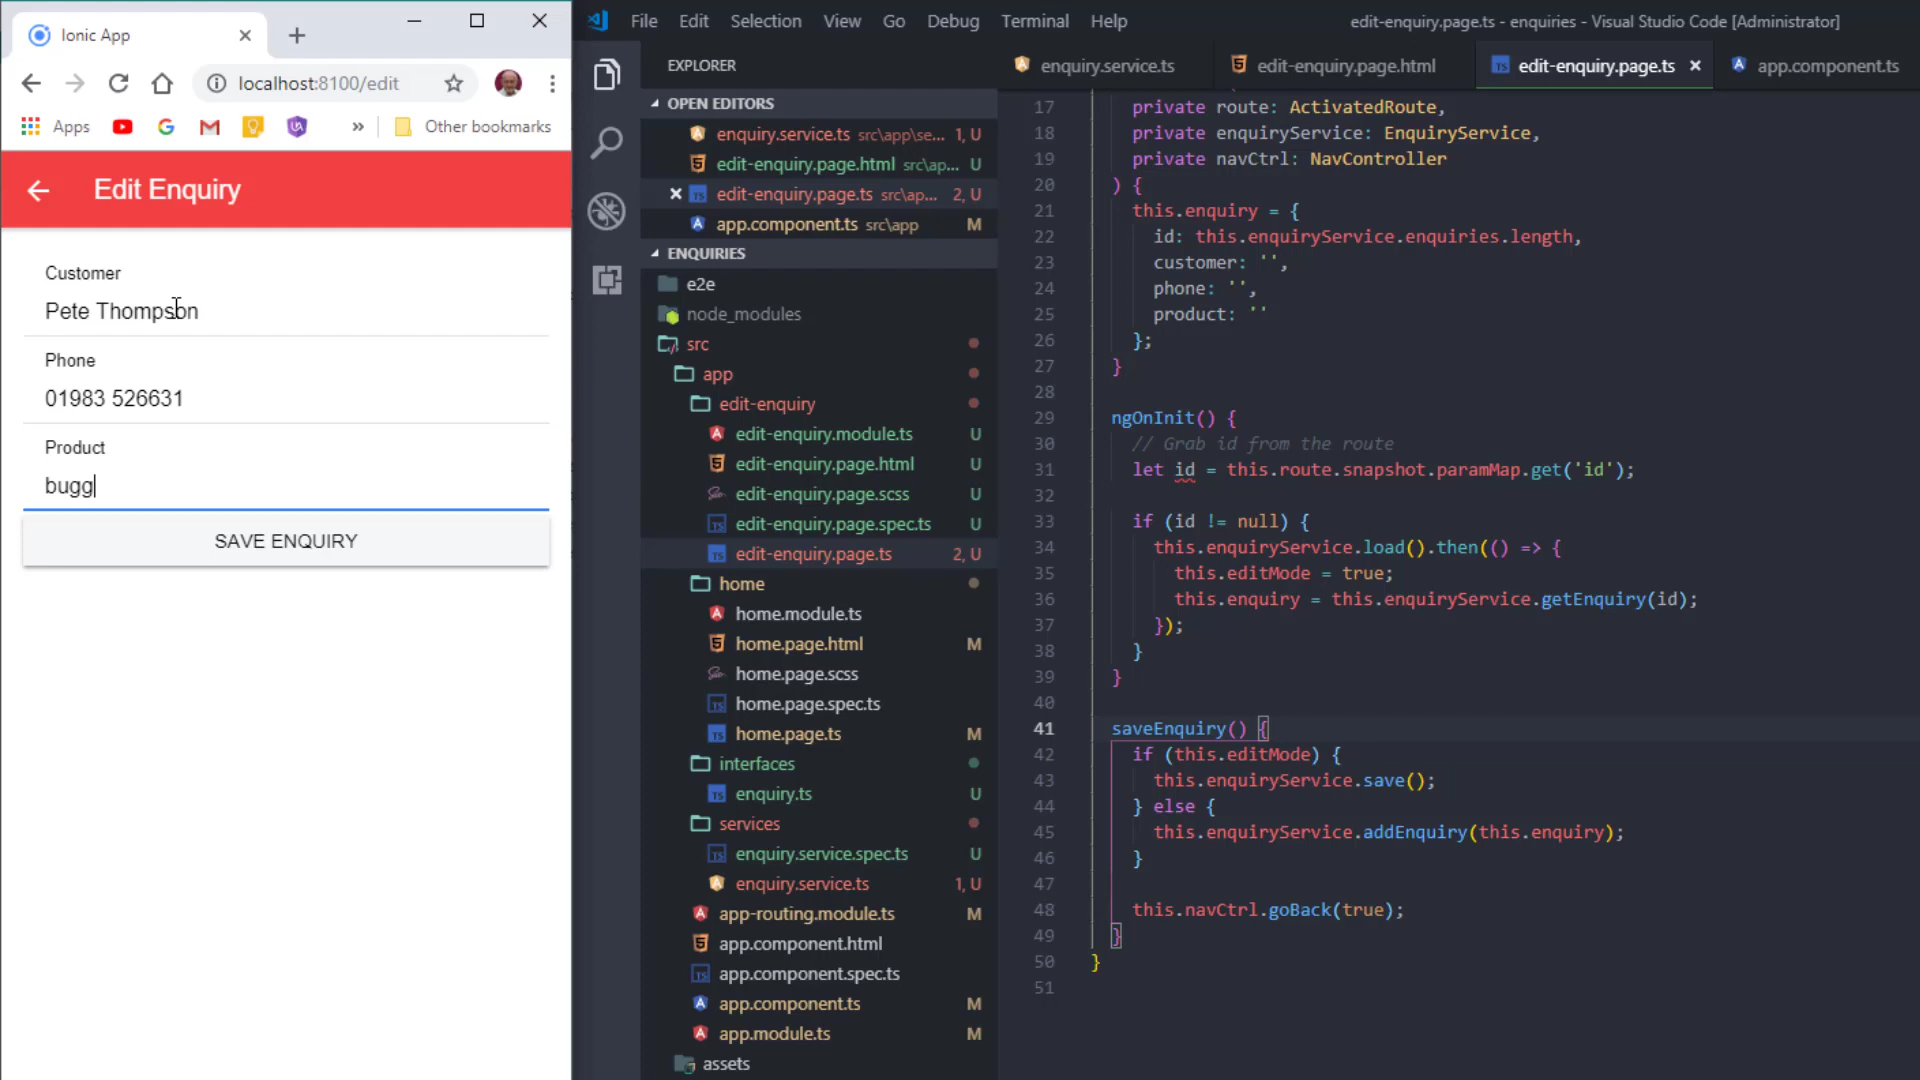 Ionic App
localhost:8100/edit
Apps
Other bookmarks
Edit Enquiry
Customer
Pete Thompson
Phone
01983 526631
Product
bugg
SAVE ENQUIRY
File Edit Selection View Go Debug Terminal Help
edit-enquiry.page.ts - enquiries - Visual Studio Code [Administrator]
EXPLORER
OPEN EDITORS
enquiry.service.ts src\app\se... 1, U
edit-enquiry.page.html src\ap... U
edit-enquiry.page.ts src\ap... 2, U
app.component.ts src\app M
ENQUIRIES
e2e
node_modules
src
app
edit-enquiry
edit-enquiry.module.ts U
edit-enquiry.page.html U
edit-enquiry.page.scss U
edit-enquiry.page.spec.ts U
edit-enquiry.page.ts 2, U
home
home.module.ts
home.page.html M
home.page.scss
home.page.spec.ts
home.page.ts M
interfaces
enquiry.ts U
services
enquiry.service.spec.ts U
enquiry.service.ts 1, U
app-routing.module.ts M
app.component.html
app.component.spec.ts
app.component.ts M
app.module.ts M
assets
enquiry.service.ts edit-enquiry.page.html edit-enquiry.page.ts app.component.ts
17 private route: ActivatedRoute,
18 private enquiryService: EnquiryService,
19 private navCtrl: NavController
20 ) {
21 this.enquiry = {
22 id: this.enquiryService.enquiries.length,
23 customer: '',
24 phone: '',
25 product: ''
26 };
27 }
28
29 ngOnInit() {
30 // Grab id from the route
31 let id = this.route.snapshot.paramMap.get('id');
32
33 if (id != null) {
34 this.enquiryService.load().then(() => {
35 this.editMode = true;
36 this.enquiry = this.enquiryService.getEnquiry(id);
37 });
38 }
39 }
40
41 saveEnquiry() {
42 if (this.editMode) {
43 this.enquiryService.save();
44 } else {
45 this.enquiryService.addEnquiry(this.enquiry);
46 }
47
48 this.navCtrl.goBack(true);
49 }
50 }
51